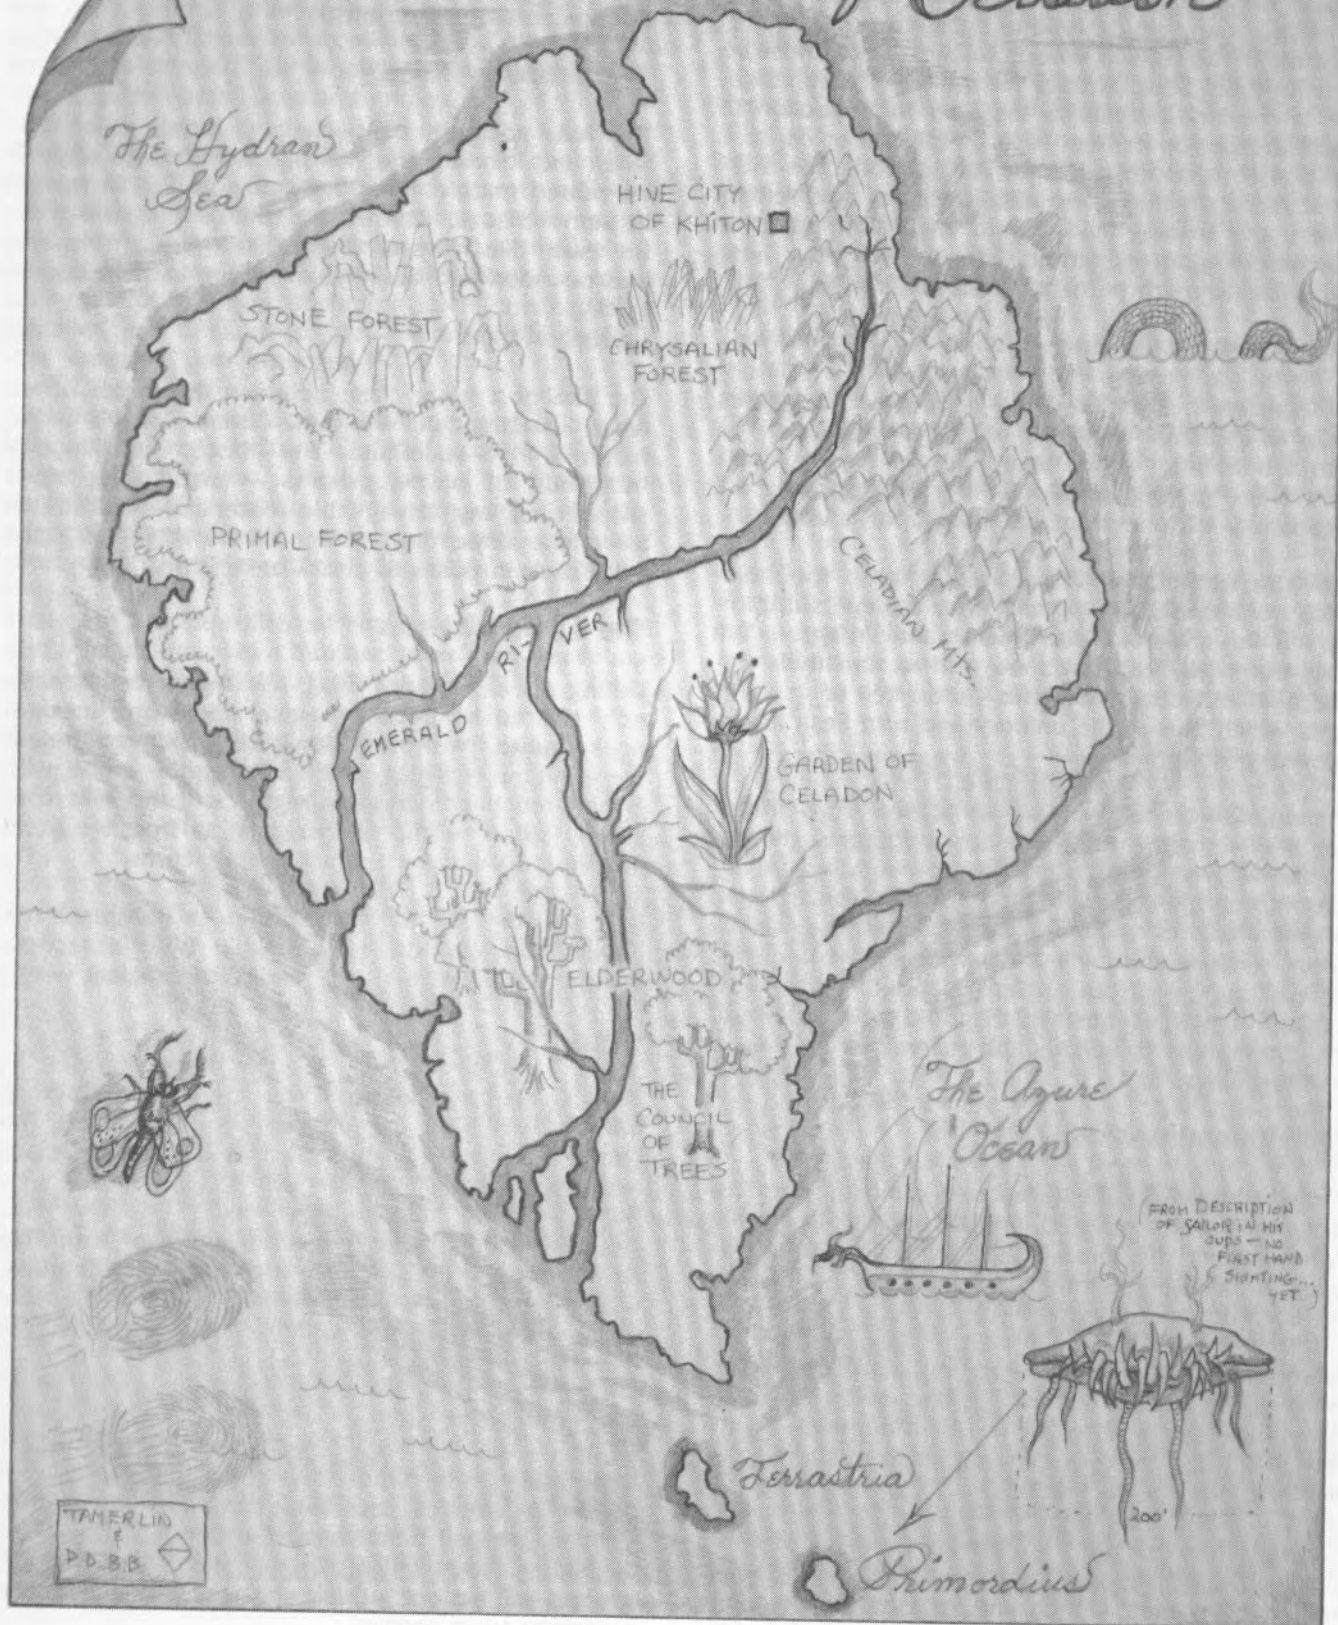 of Celadon
The Hydran
Sea
HIVE CITY
OF KHITON
STONE FOREST
CHRYSALIAN
FOREST
PRIMAL FOREST
CELADIAN MTS.
EMERALD RI-VER
GARDEN OF
CELADON
ELDERWOOD
THE
COUNCIL
OF
TREES
The Azure
Ocean
(FROM DESCRIPTION
OF SAILOR IN HIS
CUPS - NO
FIRST HAND
SIGHTING...
YET)
200'
Terrastria
Primordius
TAMERLIN
&
P.D.B.B.